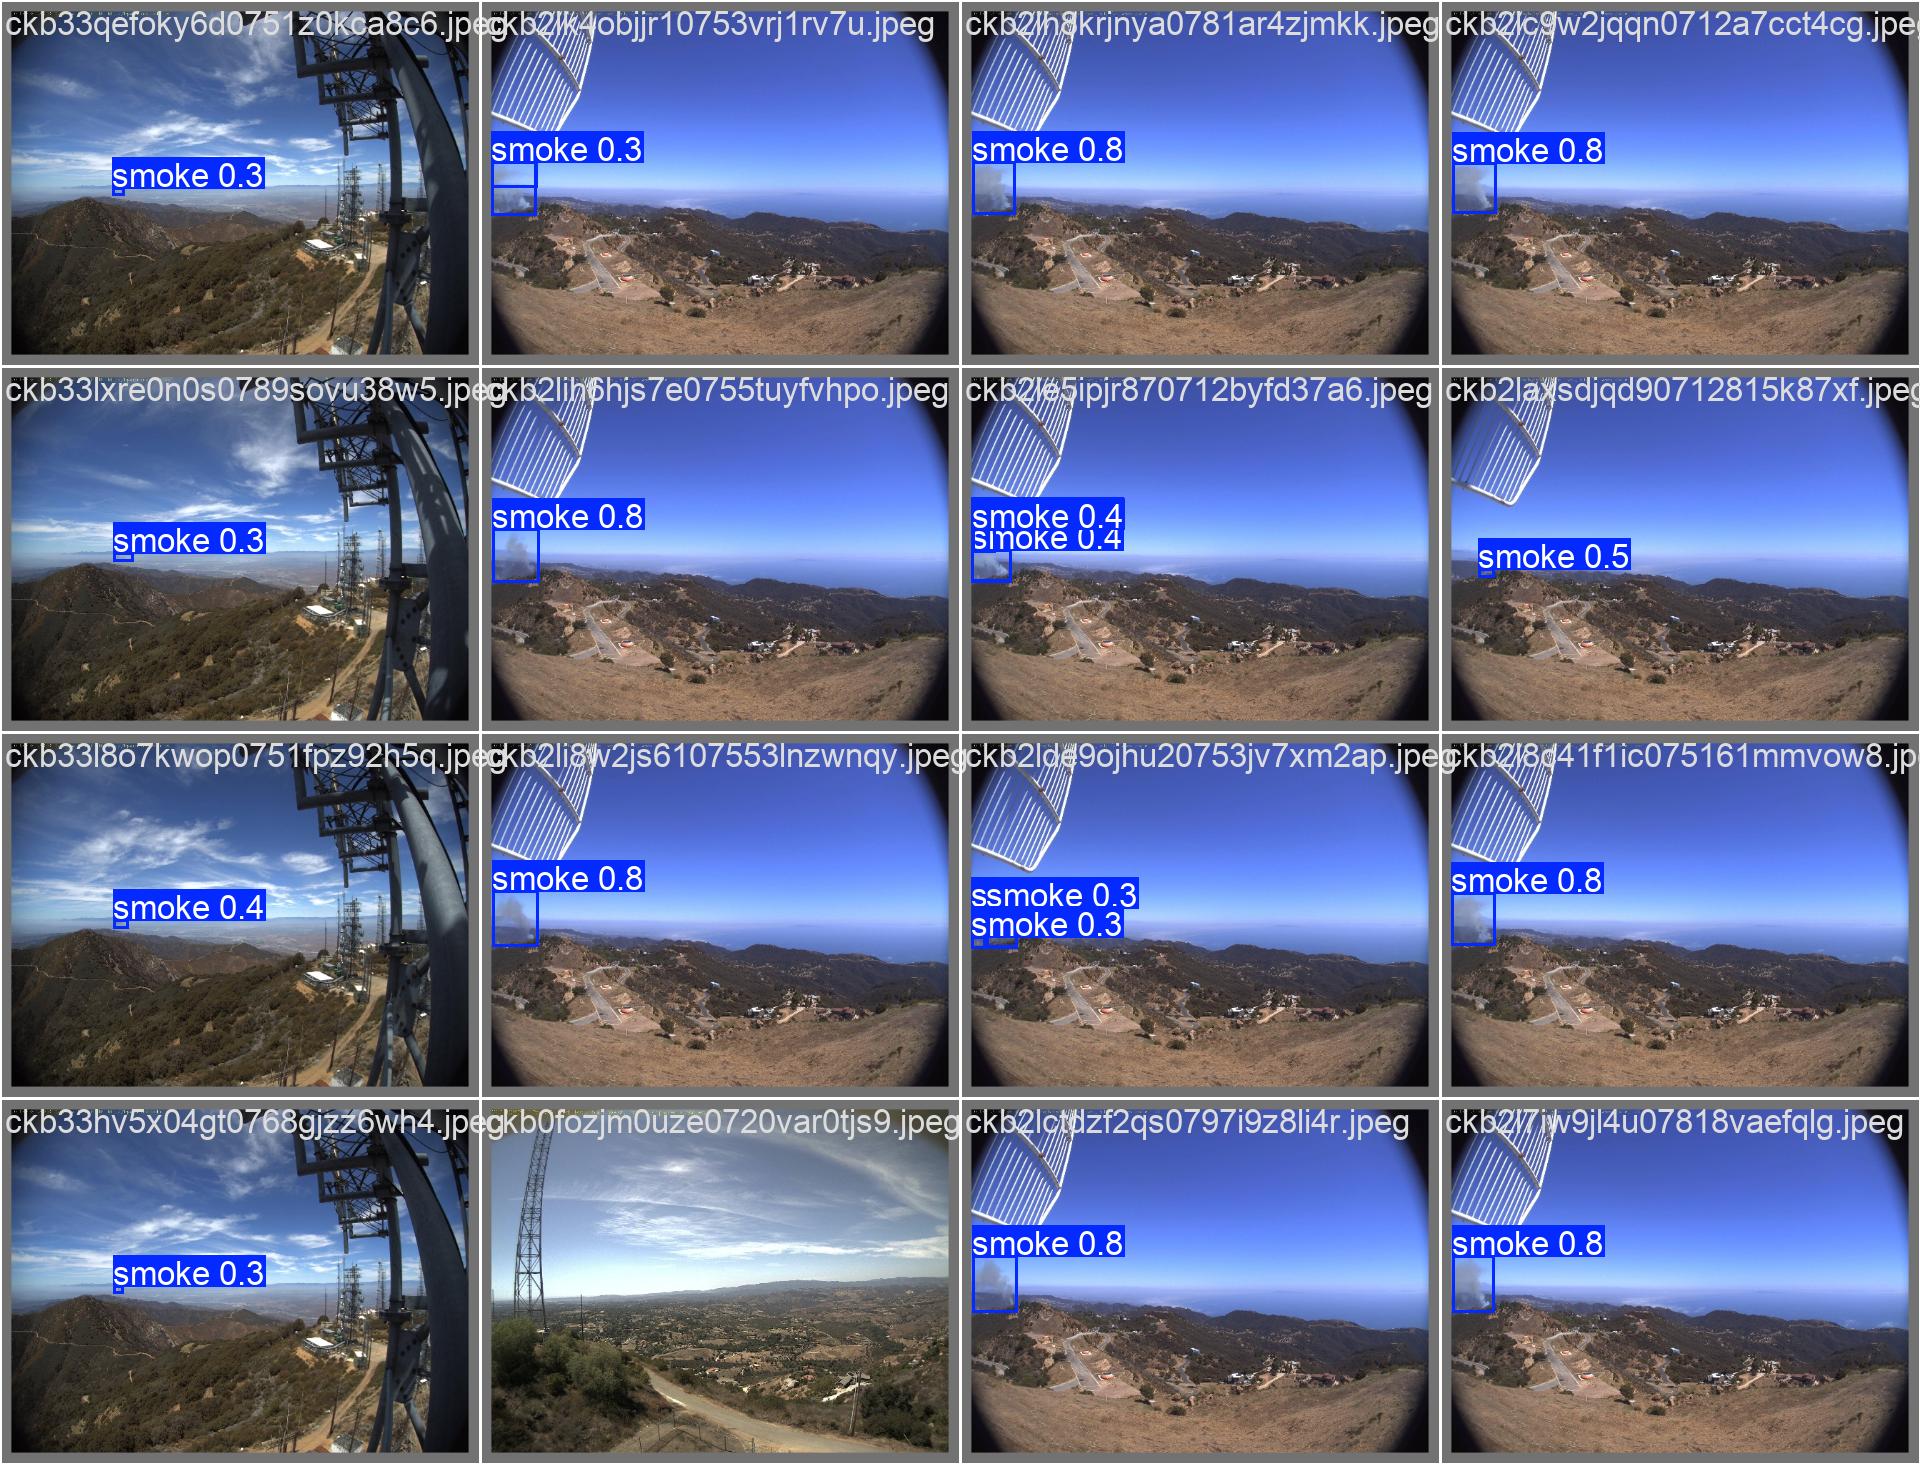 ckb33qefoky6d0751z0kca8c6.jpeg
ckb2lk4objjr10753vrj1rv7u.jpeg
ckb2lh8krjnya0781ar4zjmkk.jpeg
ckb2lc9w2jqqn0712a7cct4cg.jpeg
smoke 0.3
smoke 0.3
smoke 0.8
smoke 0.8
ckb33lxre0n0s0789sovu38w5.jpeg
ckb2lih6hjs7e0755tuyfvhpo.jpeg
ckb2le5ipjr870712byfd37a6.jpeg
ckb2laxsdjqd90712815k87xf.jpeg
smoke 0.3
smoke 0.8
smoke 0.4
smoke 0.4
smoke 0.5
ckb33l8o7kwop0751fpz92h5q.jpeg
ckb2li8w2js6107553lnzwnqy.jpeg
ckb2lde9ojhu20753jv7xm2ap.jpeg
ckb2l8d41f1ic075161mmvow8.jp
smoke 0.4
smoke 0.8
ssmoke 0.3
smoke 0.3
smoke 0.8
ckb33hv5x04gt0768gjzz6wh4.jpeg
ckb0fozjm0uze0720var0tjs9.jpeg
ckb2lctdzf2qs0797i9z8li4r.jpeg
ckb2l7iw9jl4u07818vaefqlg.jpeg
smoke 0.3
smoke 0.8
smoke 0.8